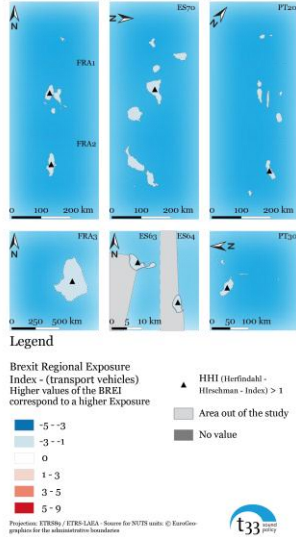 N
FRA1
FRA2
0 100 200 km
N
ES70
0 100 200 km
N
PT20
0 100 200 km
N
FRA3
0 250 500 km
N
ES63
ES64
0 5 10 km
N
PT30
0 100 km
Legend
Brexit Regional Exposure
Index - (transport vehicles)
Higher values of the BREI
correspond to a higher Exposure
-5 - -3
-3 - -1
0
1 - 3
3 - 5
5 - 9
HHI (Herfindahl -
Hirschman - Index) > 1
Area out of the study
No value
Projection: ETRS89 / ETRS-LAEA - Source for NUTS units: © EuroGeo-
graphics for the administrative boundaries
t33 sound
policy